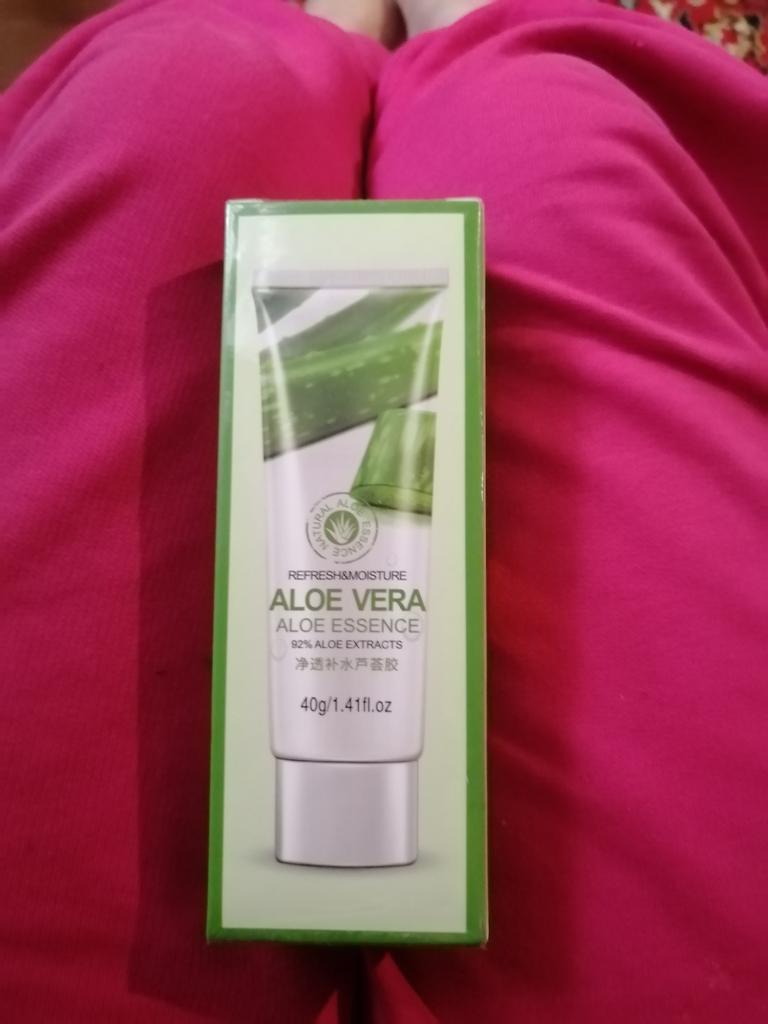 NATURAL ALOE ESSENCE
REFRESH&MOISTURE
ALOE VERA
ALOE ESSENCE
92% ALOE EXTRACTS
净透补水芦荟胶
40g/1.41fl.oz